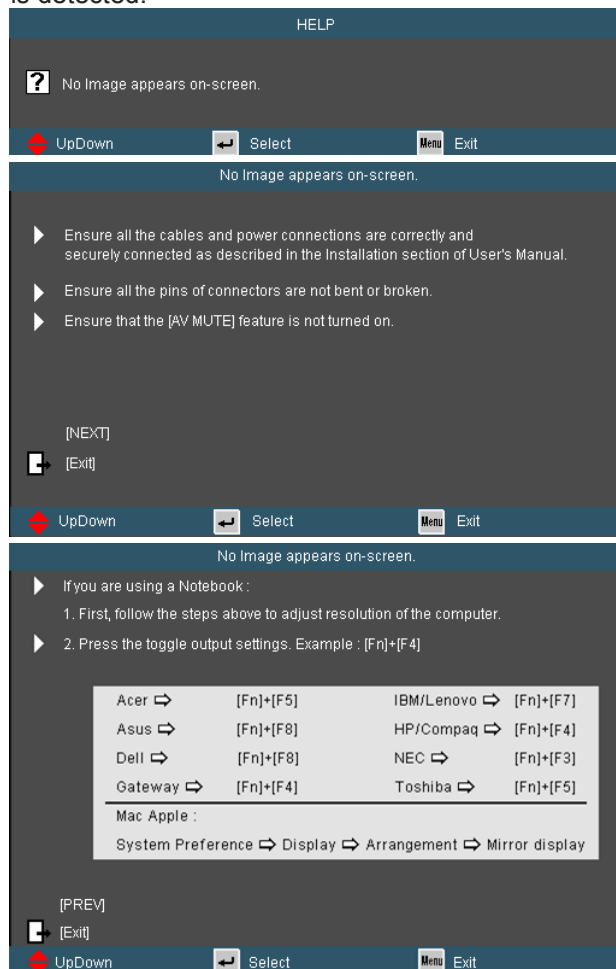 is detected.
HELP
? No Image appears on-screen.
UpDown Select Menu Exit
No Image appears on-screen.
Ensure all the cables and power connections are correctly and
securely connected as described in the Installation section of User's Manual.
Ensure all the pins of connectors are not bent or broken.
Ensure that the [AV MUTE] feature is not turned on.
[NEXT]
[Exit]
UpDown Select Menu Exit
No Image appears on-screen.
If you are using a Notebook :
1. First, follow the steps above to adjust resolution of the computer.
2. Press the toggle output settings. Example : [Fn]+[F4]
Acer ⇨ [Fn]+[F5] IBM/Lenovo ⇨ [Fn]+[F7]
Asus ⇨ [Fn]+[F8] HP/Compaq ⇨ [Fn]+[F4]
Dell ⇨ [Fn]+[F8] NEC ⇨ [Fn]+[F3]
Gateway ⇨ [Fn]+[F4] Toshiba ⇨ [Fn]+[F5]
Mac Apple :
System Preference ⇨ Display ⇨ Arrangement ⇨ Mirror display
[PREV]
[Exit]
UpDown Select Menu Exit